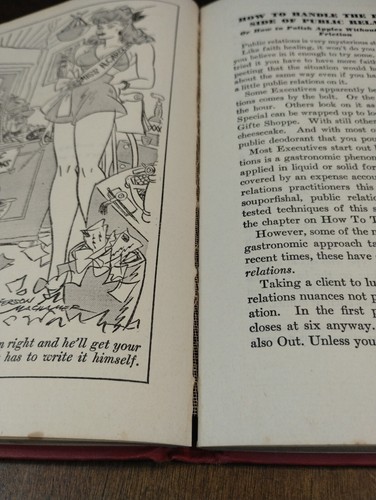 JEFFERSON
MACHAMER
n right and he'll get your
has to write it himself.
HOW TO HANDLE THE
SIDE OF PUBLIC RELA
Or How to Polish Apples Without
Friction
Public relations is very mysterious st
Like faith healing, it won't do you
you believe in it enough to try some.
tried it you have to have more faith
pecting that the situation would b
about the same way even if you ha
a little public relations on it.
Some Executives apparently be
tions comes by the bolt. Or the
the hour. Others look on it as
Special can be wrapped up to loo
Gifte Shoppe. With still other
cheesecake. And with most o
public deodorant that you pou
Most Executives start out b
tions is a gastronomic phenom
applied in liquid or solid for
covered by an expense accou
relations practitioners this
souporfishal, public relatio
tested techniques of this s
the chapter on How To T
However, some of the n
gastronomic approach ta
recent times, these have
relations.
Taking a client to lu
relations nuances not p
ation. In the first p
closes at six anyway.
also Out. Unless you